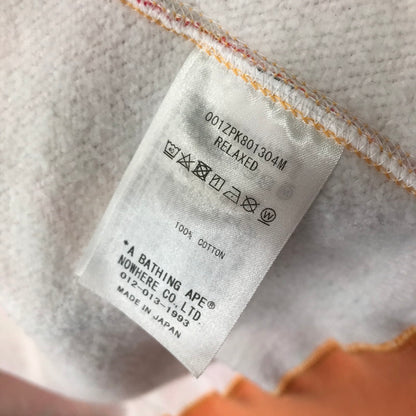 001ZPK801304M
RELAXED
100% COTTON
*A BATHING APE®
NOWHERE CO.,LTD.
012-013-1993
MADE IN JAPAN